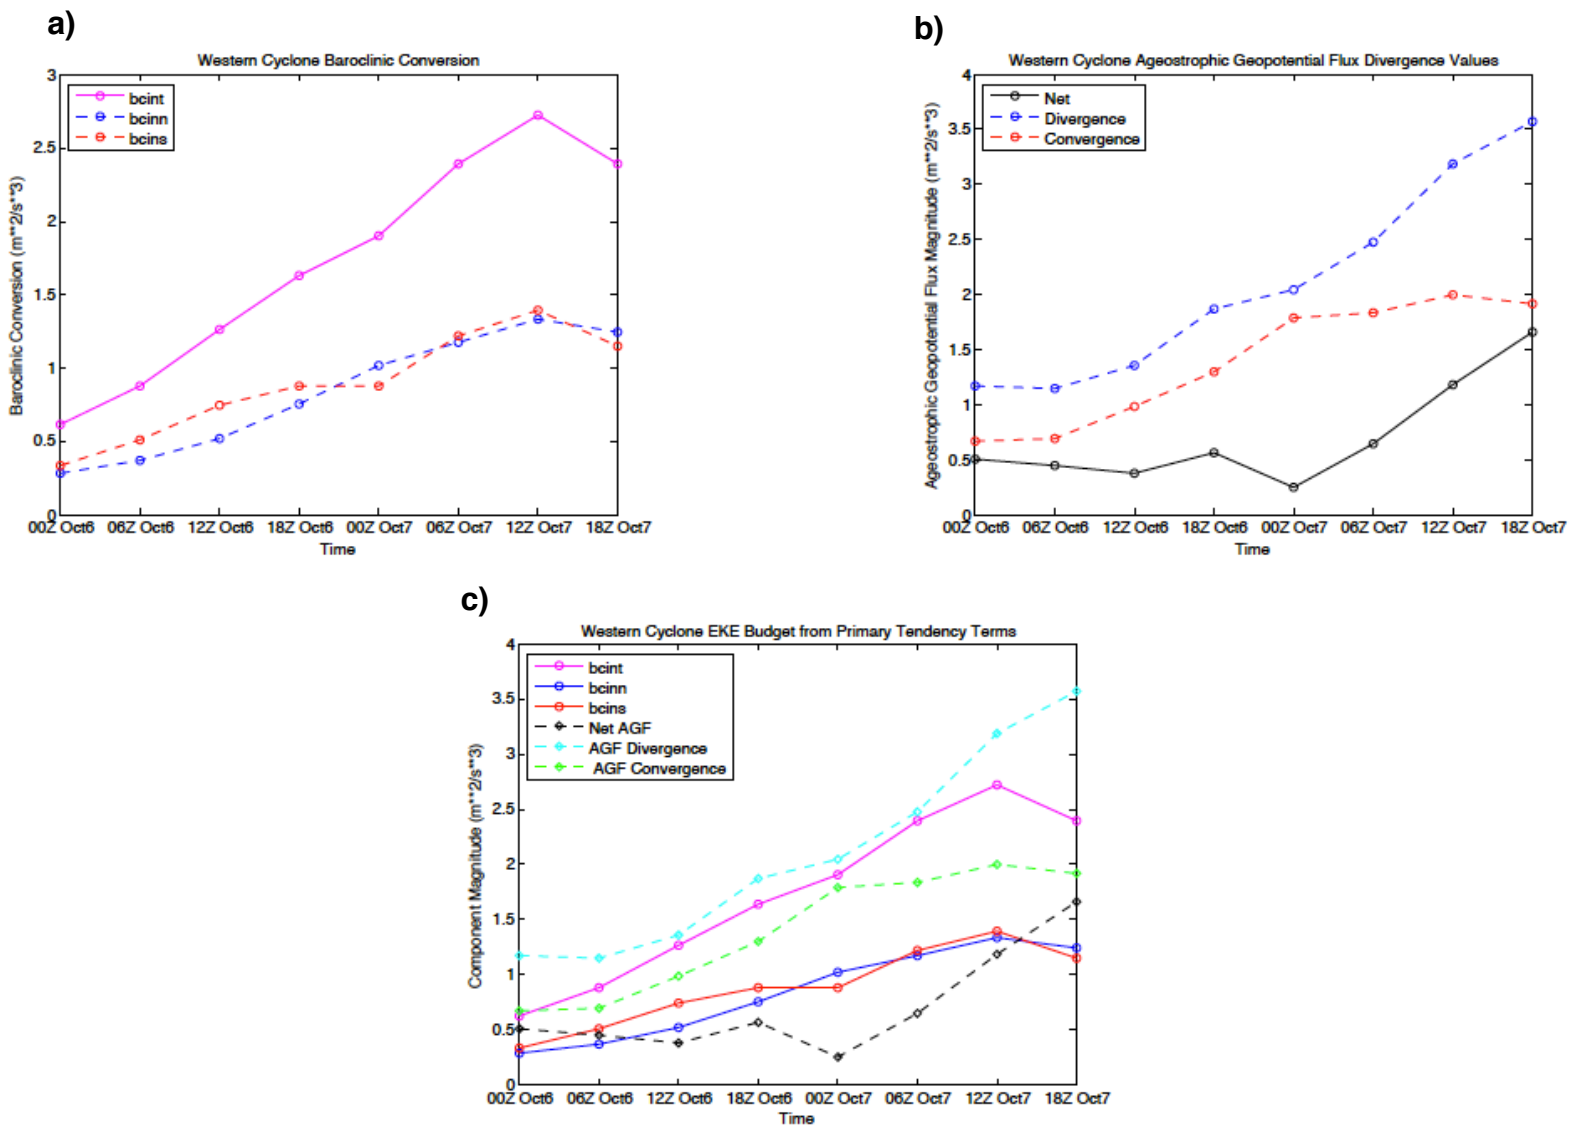 a)
Western Cyclone Baroclinic Conversion
3
2.5
2
1.5
1
0.5
0
bcint
bcinn
bcins
Baroclinic Conversion (m**2/s**3)
00Z Oct6 06Z Oct6 12Z Oct6 18Z Oct6 00Z Oct7 06Z Oct7 12Z Oct7 18Z Oct7
Time
b)
Western Cyclone Ageostrophic Geopotential Flux Divergence Values
4
3.5
3
2.5
2
1.5
1
0.5
0
Net
Divergence
Convergence
Ageostrophic Geopotential Flux Magnitude (m**2/s**3)
00Z Oct6 06Z Oct6 12Z Oct6 18Z Oct6 00Z Oct7 06Z Oct7 12Z Oct7 18Z Oct7
Time
c)
Western Cyclone EKE Budget from Primary Tendency Terms
4
3.5
3
2.5
2
1.5
1
0.5
0
bcint
bcinn
bcins
Net AGF
AGF Divergence
AGF Convergence
Component Magnitude (m**2/s**3)
00Z Oct6 06Z Oct6 12Z Oct6 18Z Oct6 00Z Oct7 06Z Oct7 12Z Oct7 18Z Oct7
Time